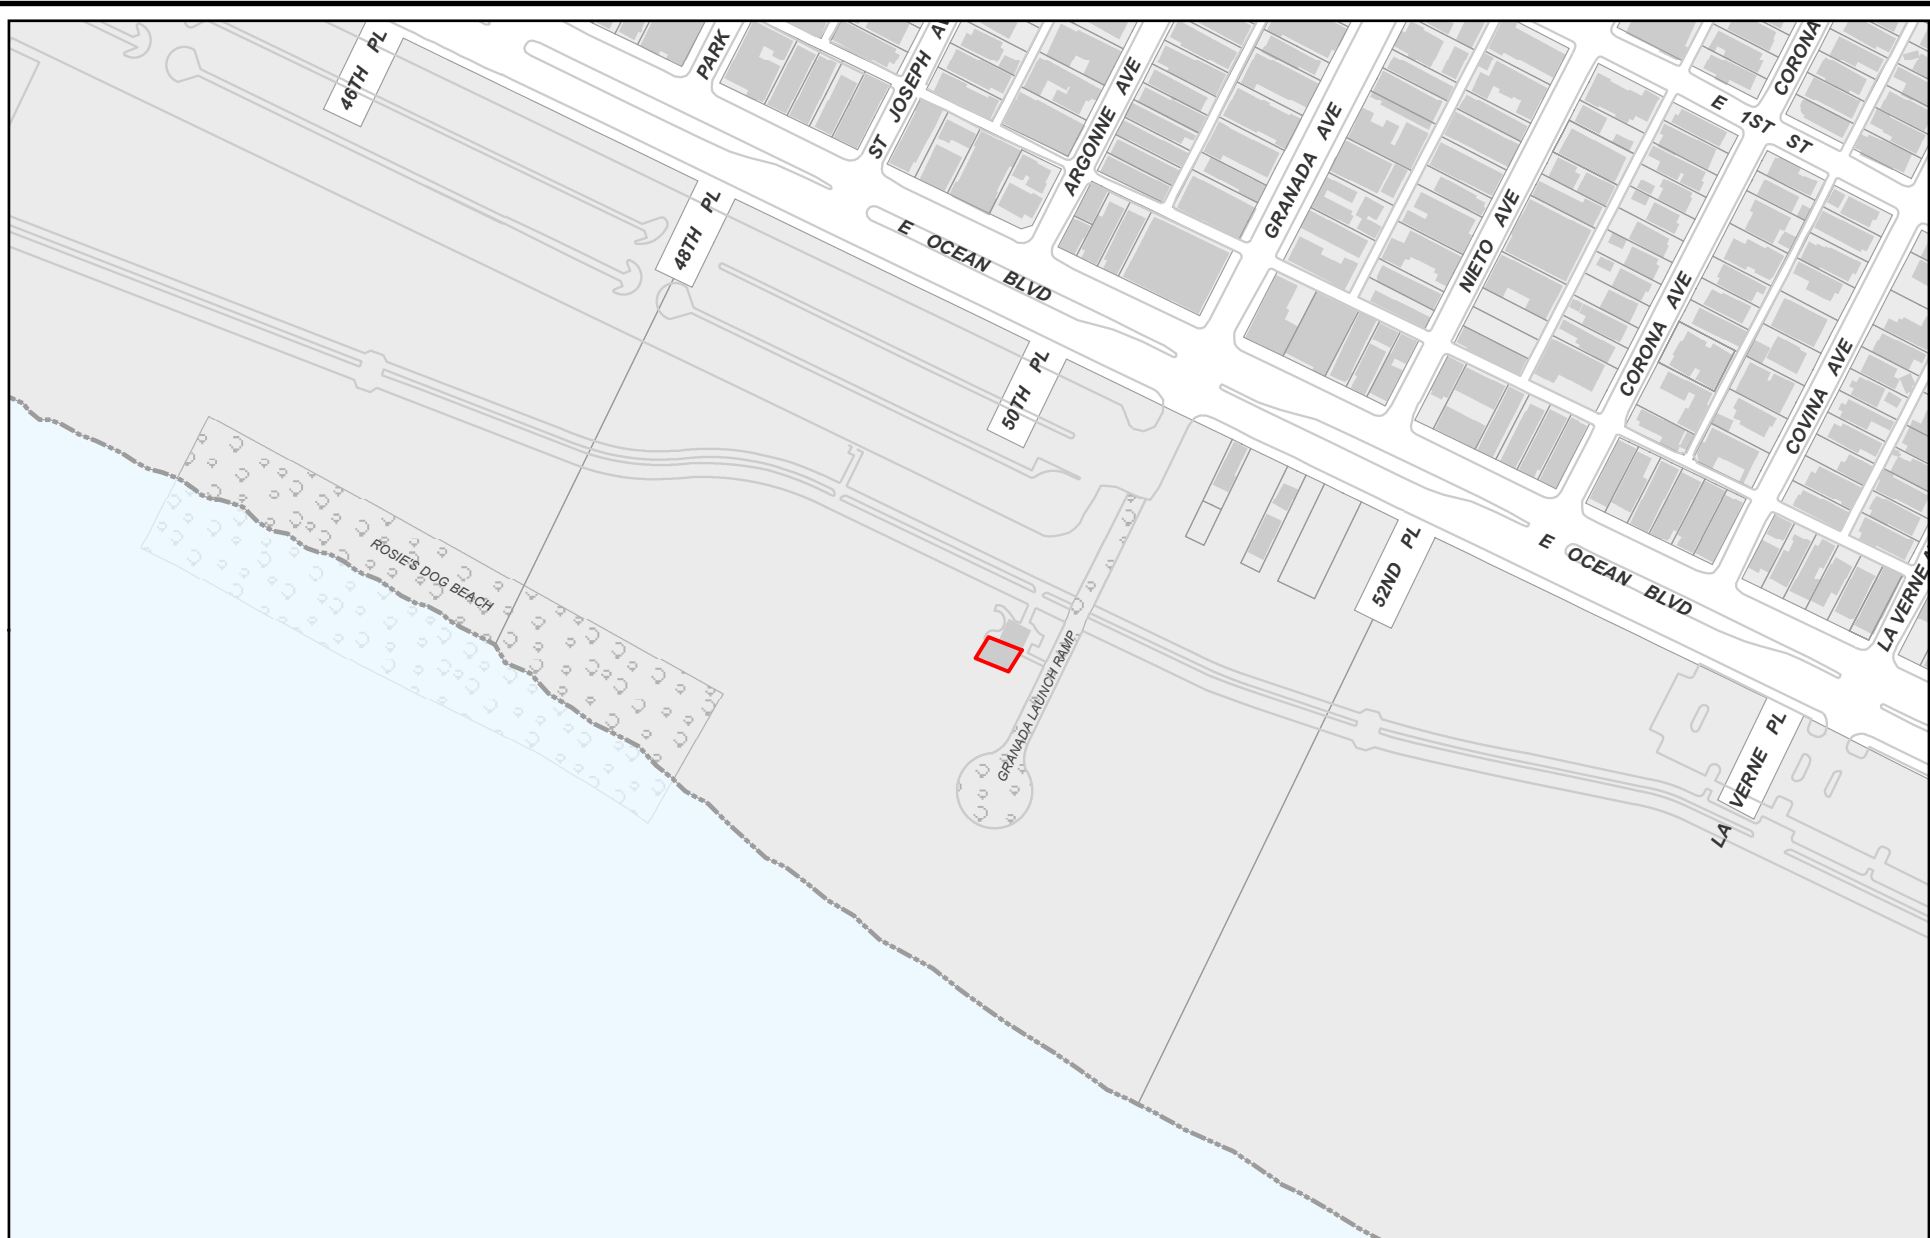 46TH PL
PARK
ST JOSEPH AV
ARGONNE AVE
GRANADA AVE
NIETO AVE
CORONA AVE
COVINA AVE
CORONA
E 1ST ST
48TH PL
E OCEAN BLVD
50TH PL
52ND PL
E OCEAN BLVD
LA VERNE A
ROSIE'S DOG BEACH
GRANADA LAUNCH RAMP
LA VERNE PL